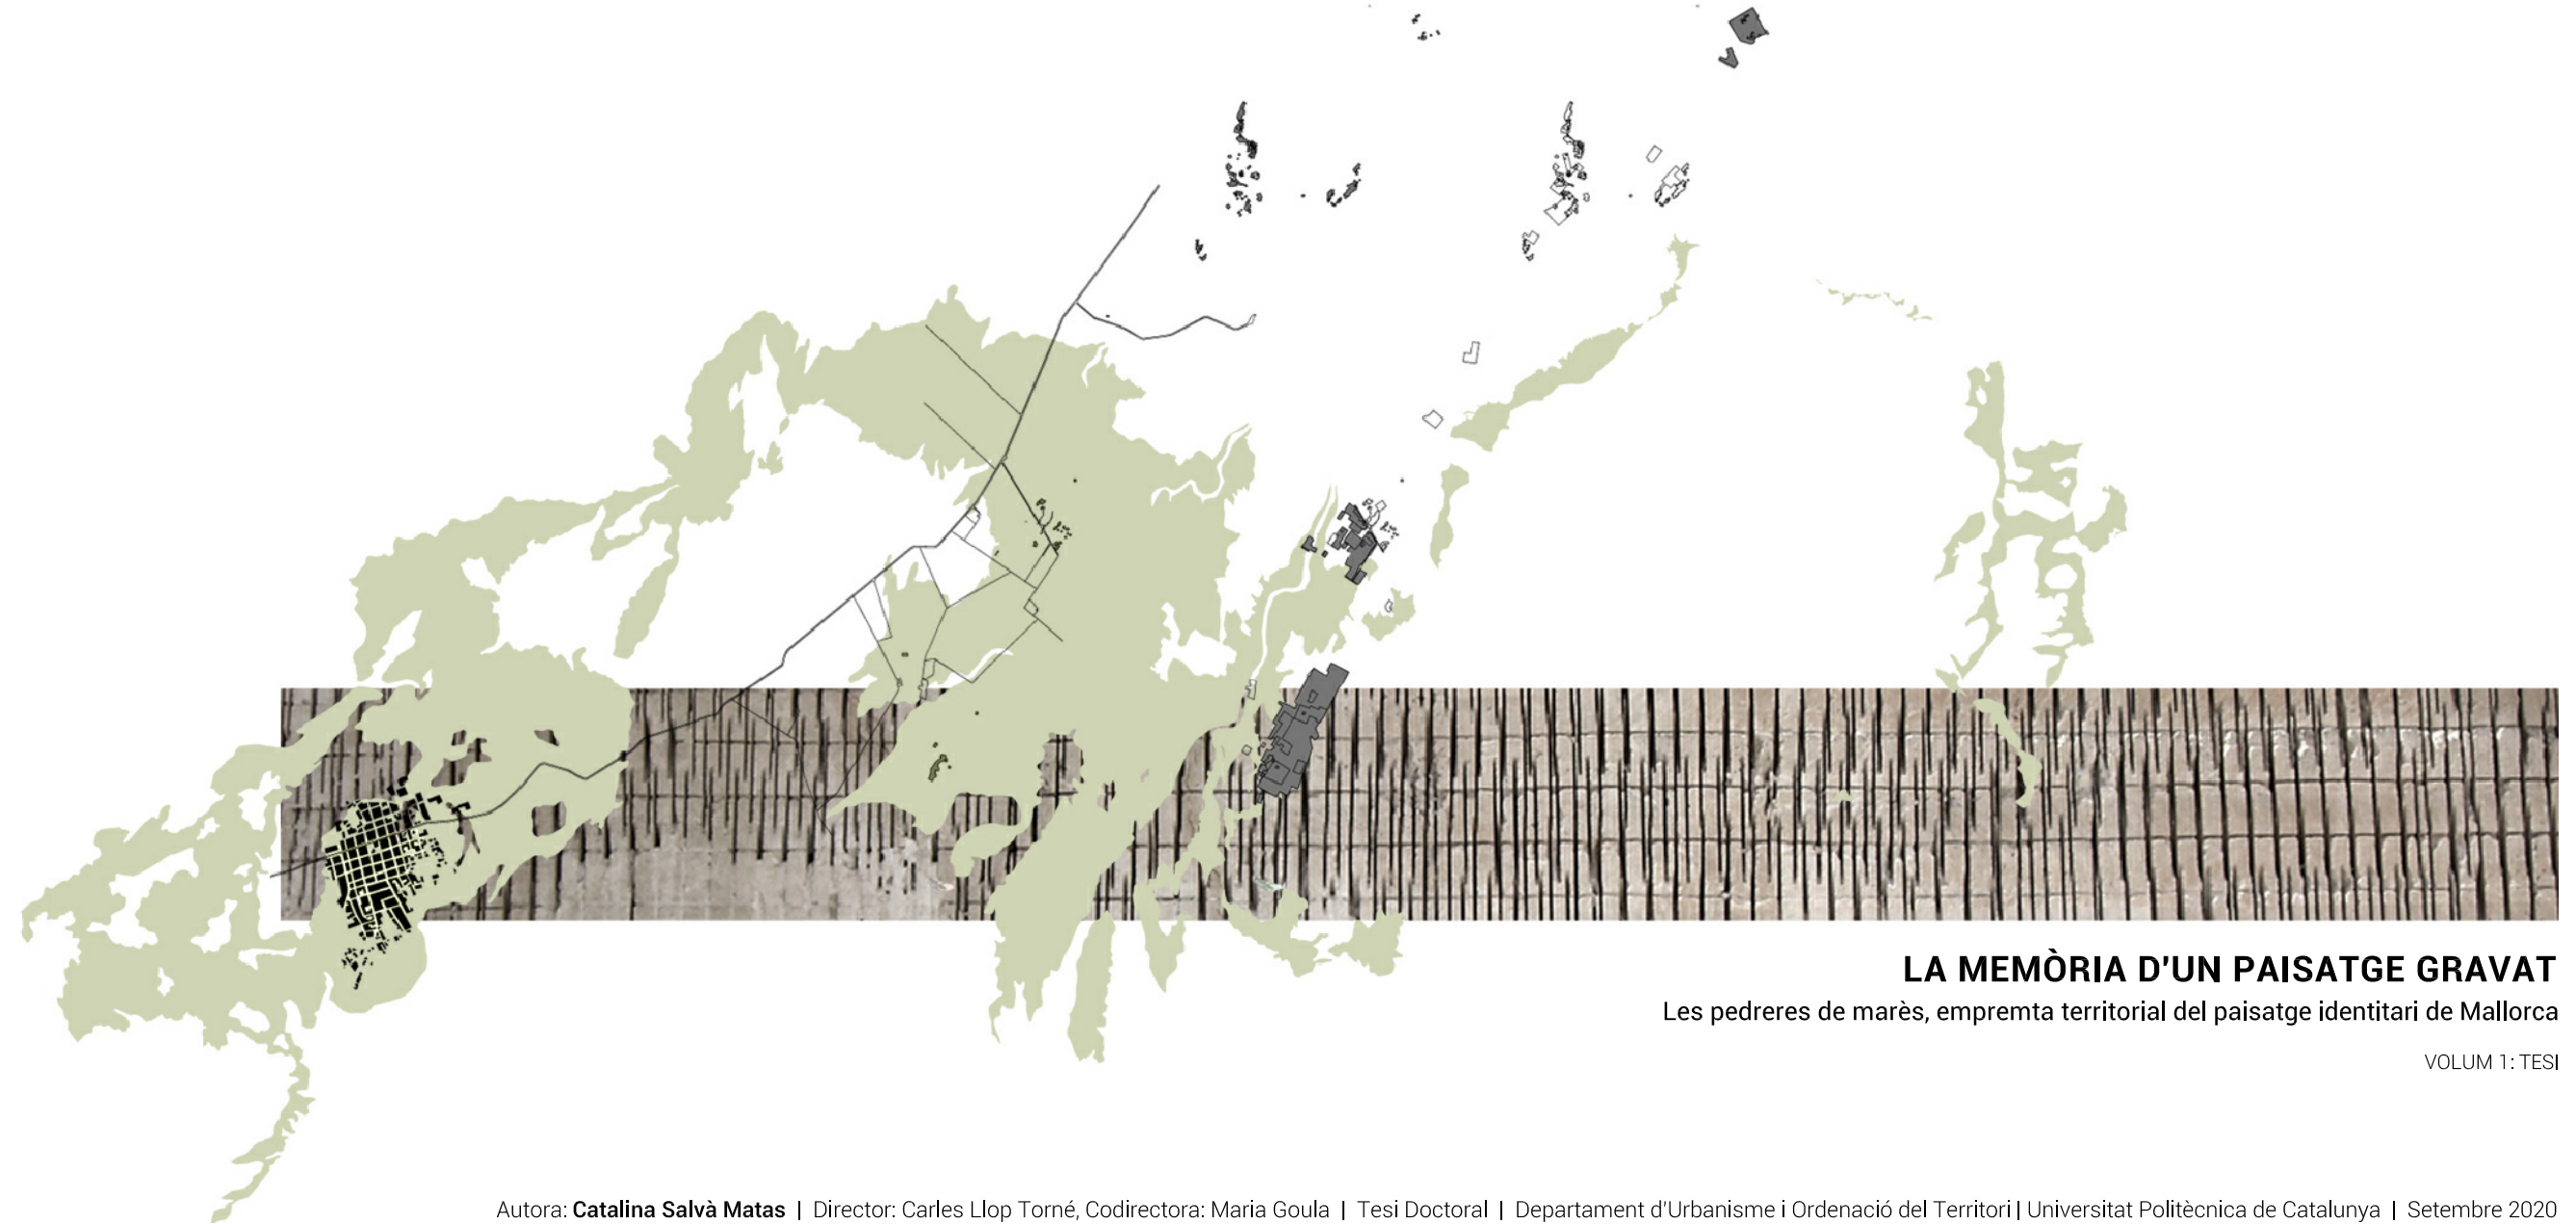 LA MEMÒRIA D'UN PAISATGE GRAVAT
Les pedreres de marès, empremta territorial del paisatge identitari de Mallorca
VOLUM 1: TESI
Autora: Catalina Salvà Matas | Director: Carles Llop Torné, Codirectora: Maria Goula | Tesi Doctoral | Departament d'Urbanisme i Ordenació del Territori | Universitat Politècnica de Catalunya | Setembre 2020